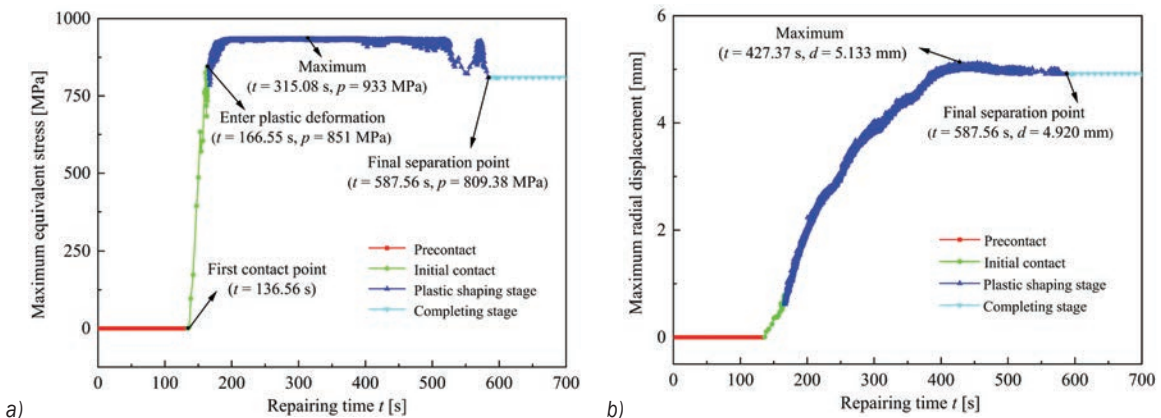 Maximum equivalent stress [MPa]
900
750
500
250
0
Maximum
(t = 315.08 s, p = 933 MPa)
Enter plastic deformation
(t = 166.55 s, p = 851 MPa)
Final separation point
(t = 587.56 s, p = 809.38 MPa)
First contact point
(t = 136.56 s)
Precontact
Initial contact
Plastic shaping stage
Completing stage
0 100 200 300 400 500 600 700
Repairing time t [s]
a)
Maximum radial displacement [mm]
6
4
2
0
Maximum
(t = 427.37 s, d = 5.133 mm)
Final separation point
(t = 587.56 s, d = 4.920 mm)
Precontact
Initial contact
Plastic shaping stage
Completing stage
0 100 200 300 400 500 600 700
Repairing time t [s]
b)